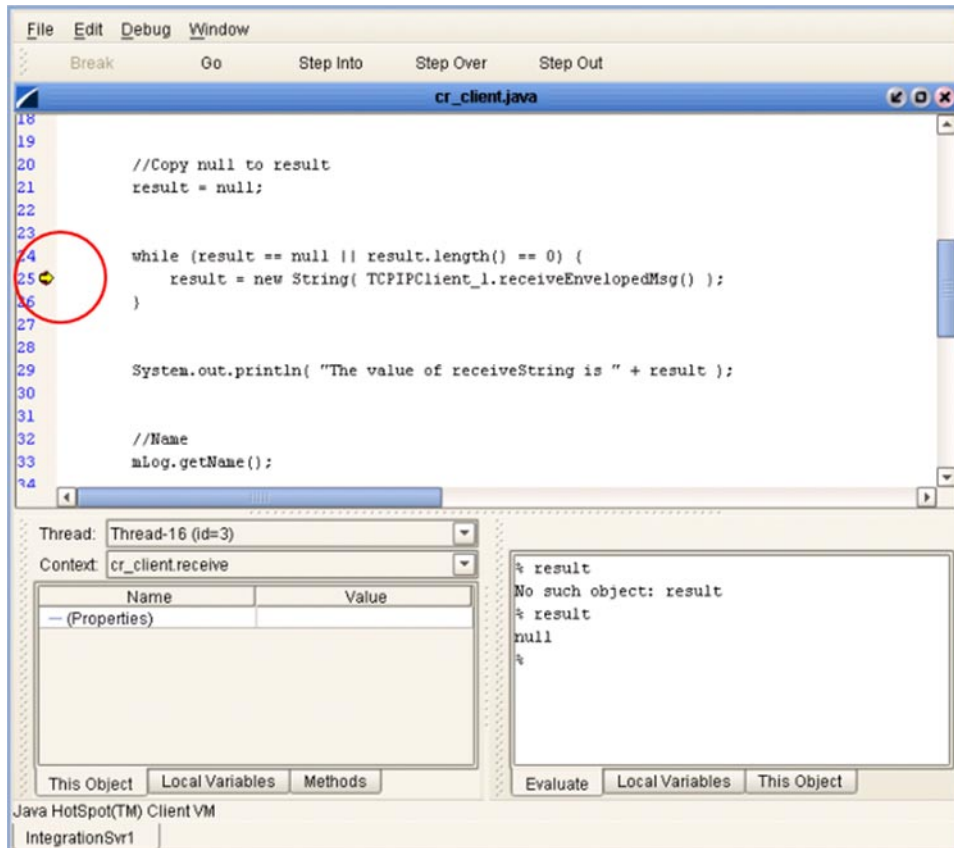 File Edit Debug Window
Break Go Step Into Step Over Step Out
cr_client.java
18
19
20 //Copy null to result
21 result = null;
22
23
24 while (result == null || result.length() == 0) {
25 result = new String( TCPIPClient_1.receiveEnvelopedMsg() );
26 }
27
28
29 System.out.println( "The value of receiveString is " + result );
30
31
32 //Name
33 mLog.getName();
34
Thread: Thread-16 (id=3)
Context: cr_client.receive
Name Value
(Properties)
This Object Local Variables Methods
% result
No such object: result
% result
null
%
Evaluate Local Variables This Object
Java HotSpot(TM) Client VM
IntegrationSvr1